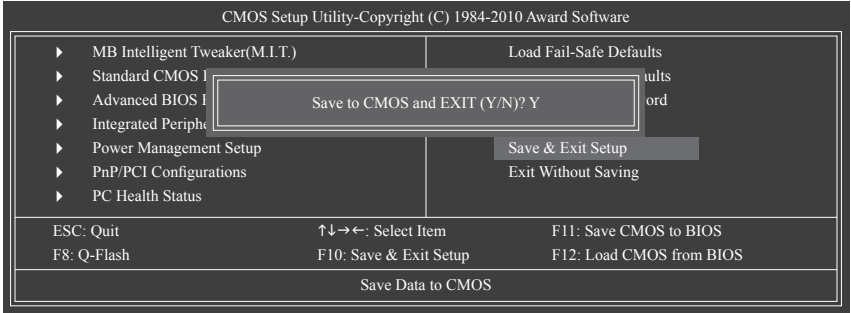 CMOS Setup Utility-Copyright (C) 1984-2010 Award Software
MB Intelligent Tweaker(M.I.T.)
Load Fail-Safe Defaults
Standard CMOS
Advanced BIOS
Integrated
Save to CMOS and EXIT (Y/N)? Y
Power Management Setup
Save & Exit Setup
PnP/PCI Configurations
Exit Without Saving
PC Health Status
ESC: Quit
↑↓→←: Select Item
F11: Save CMOS to BIOS
F8: Q-Flash
F10: Save & Exit Setup
F12: Load CMOS from BIOS
Save Data to CMOS